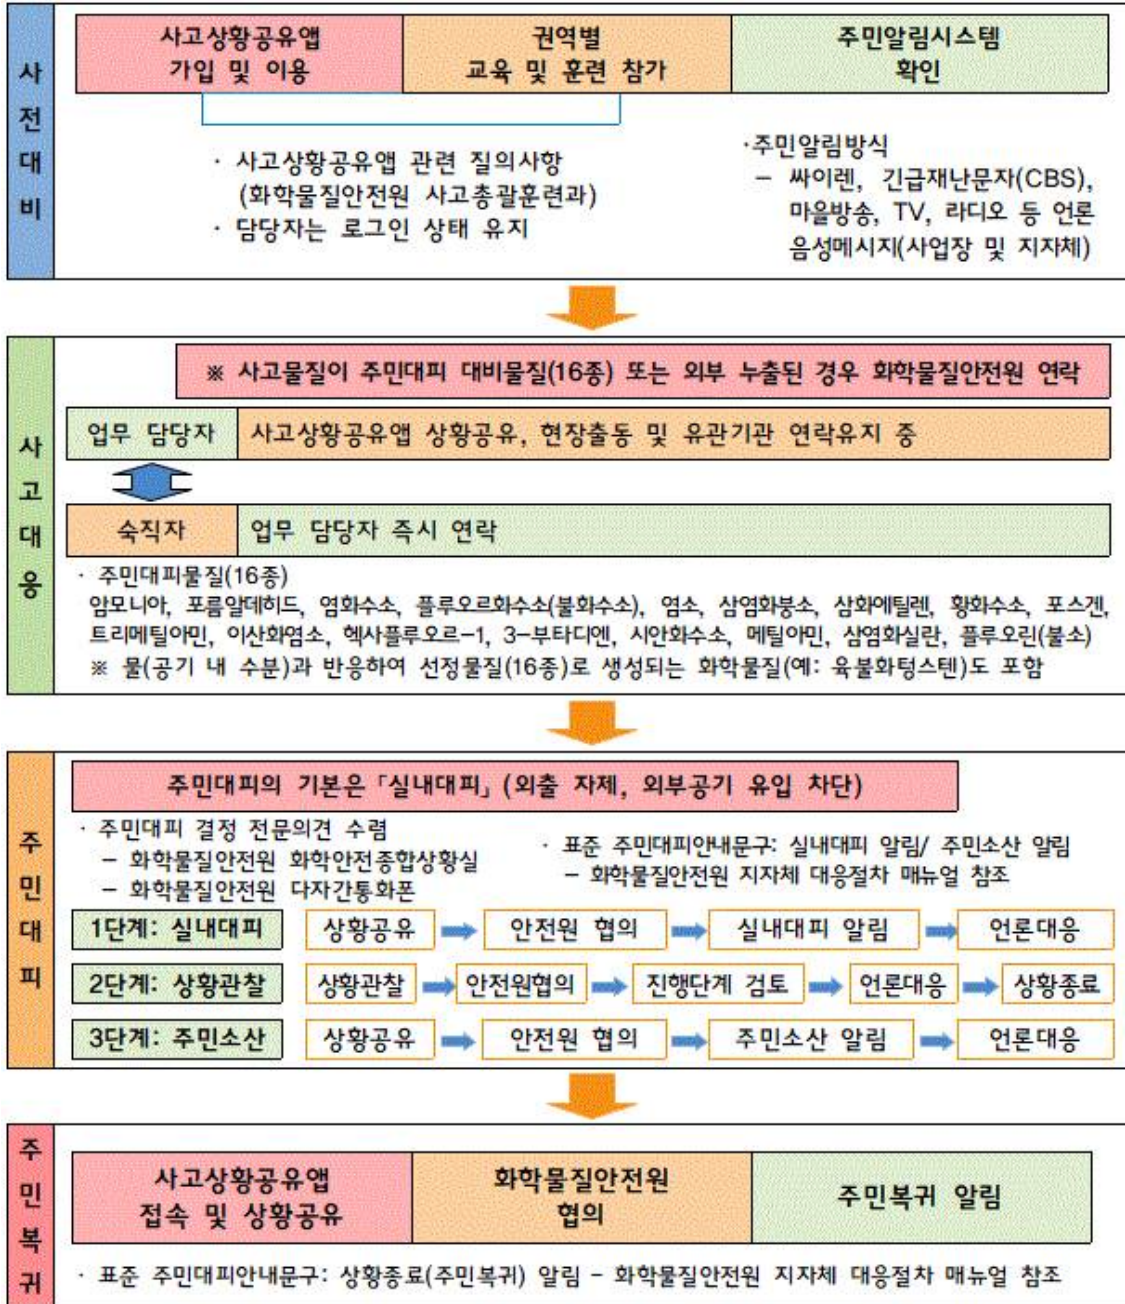 사전대비
사고상황공유앱
가입 및 이용
권역별
교육 및 훈련 참가
주민알림시스템
확인
· 사고상황공유앱 관련 질의사항
(화학물질안전원 사고총괄훈련과)
· 담당자는 로그인 상태 유지
·주민알림방식
- 싸이렌, 긴급재난문자(CBS),
마을방송, TV, 라디오 등 언론
음성메시지(사업장 및 지자체)
사고대응
※ 사고물질이 주민대피 대비물질(16종) 또는 외부 누출된 경우 화학물질안전원 연락
업무 담당자
사고상황공유앱 상황공유, 현장출동 및 유관기관 연락유지 중
숙직자
업무 담당자 즉시 연락
· 주민대피물질(16종)
암모니아, 포름알데히드, 염화수소, 플루오르화수소(불화수소), 염소, 삼염화붕소, 삼화에틸렌, 황화수소, 포스겐,
트리메틸아민, 이산화염소, 헥사플루오르-1, 3-부타디엔, 시안화수소, 메틸아민, 삼염화실란, 플루오린(불소)
※ 물(공기 내 수분)과 반응하여 선정물질(16종)로 생성되는 화학물질(예: 육불화텅스텐)도 포함
주민대피
주민대피의 기본은 「실내대피」 (외출 자제, 외부공기 유입 차단)
· 주민대피 결정 전문의견 수렴
- 화학물질안전원 화학안전종합상황실
- 화학물질안전원 다자간통화폰
· 표준 주민대피안내문구: 실내대피 알림/ 주민소산 알림
- 화학물질안전원 지자체 대응절차 매뉴얼 참조
1단계: 실내대피 상황공유 안전원 협의 실내대피 알림 언론대응
2단계: 상황관찰 상황관찰 안전원협의 진행단계 검토 언론대응 상황종료
3단계: 주민소산 상황공유 안전원 협의 주민소산 알림 언론대응
주민복귀
사고상황공유앱
접속 및 상황공유
화학물질안전원
협의
주민복귀 알림
· 표준 주민대피안내문구: 상황종료(주민복귀) 알림 - 화학물질안전원 지자체 대응절차 매뉴얼 참조